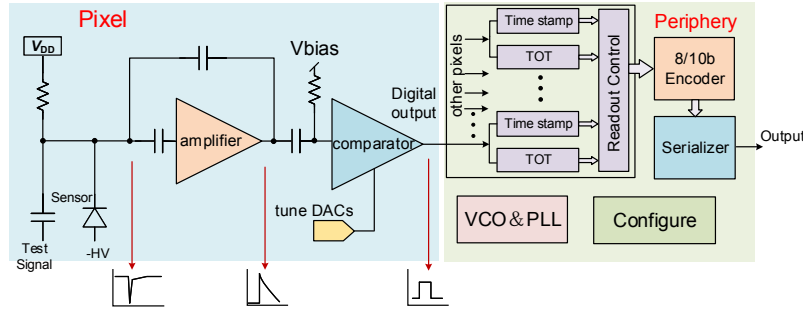 Pixel
VDD
Vbias
amplifier
comparator
Digital
output
Sensor
Test
Signal
-HV
tune DACs
other pixels
Time stamp
TOT
Time stamp
TOT
Readout Control
Periphery
8/10b
Encoder
Serializer
Output
VCO&PLL
Configure